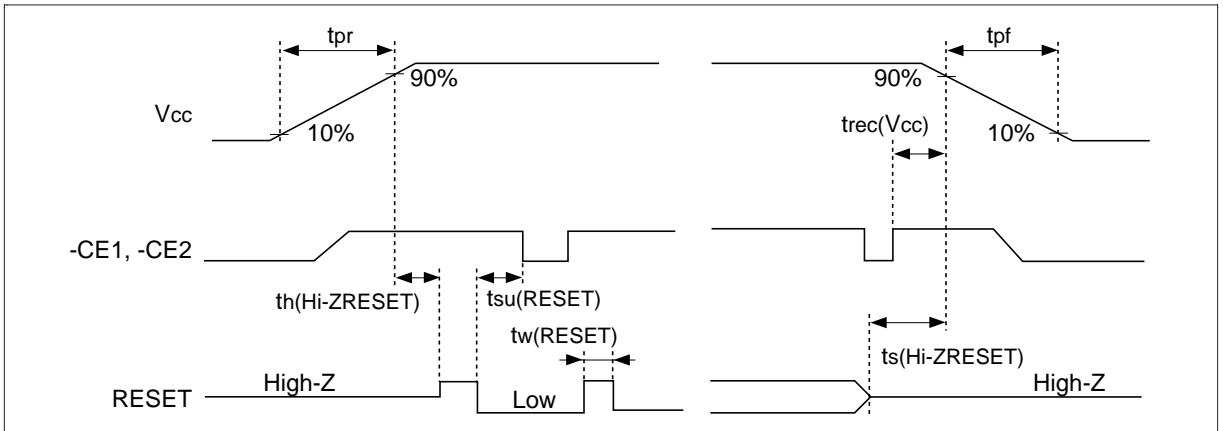 tpr
tpf
90%
90%
Vcc
trec(Vcc)
10%
10%
-CE1, -CE2
th(Hi-ZRESET)
tsu(RESET)
tw(RESET)
ts(Hi-ZRESET)
High-Z
High-Z
RESET
Low